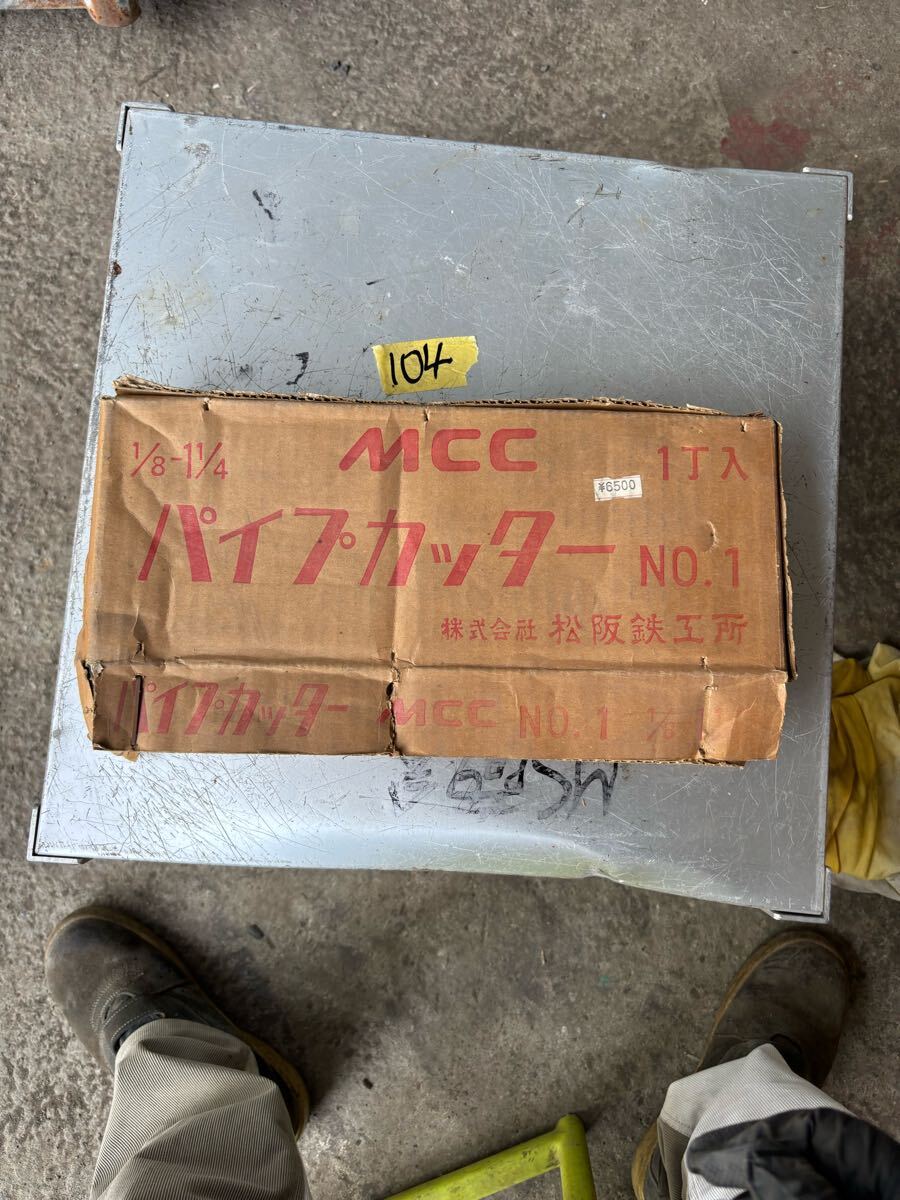 104
1/8-1 1/4 MCC 1丁入
¥6500
パイプカッター NO.1
株式会社 松阪鉄工所
パイプカッター MCC NO.1 1/8